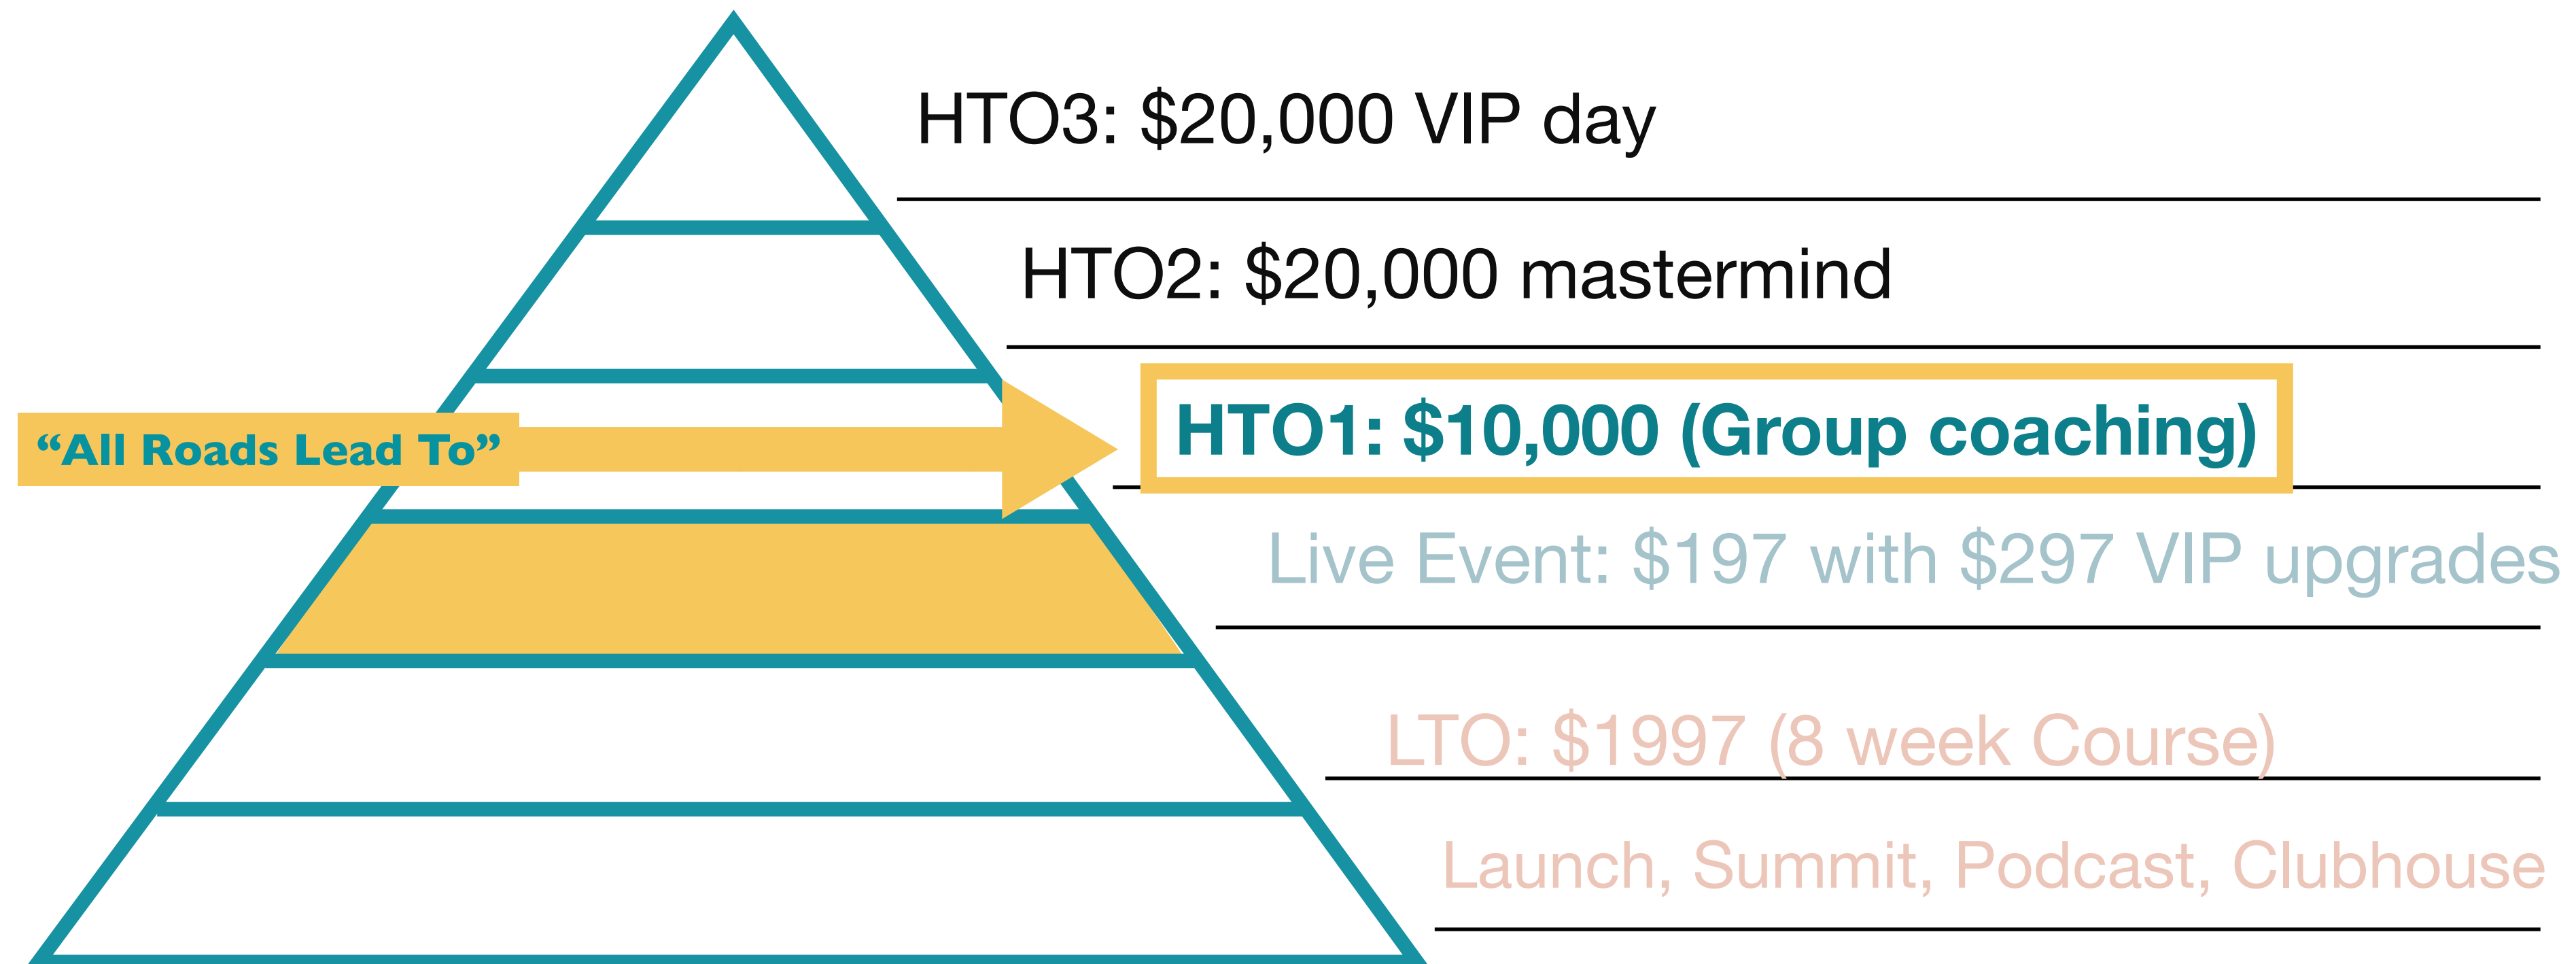 HTO3: $20,000 VIP day
HTO2: $20,000 mastermind
“All Roads Lead To”
HTO1: $10,000 (Group coaching)
Live Event: $197 with $297 VIP upgrades
LTO: $1997 (8 week Course)
Launch, Summit, Podcast, Clubhouse